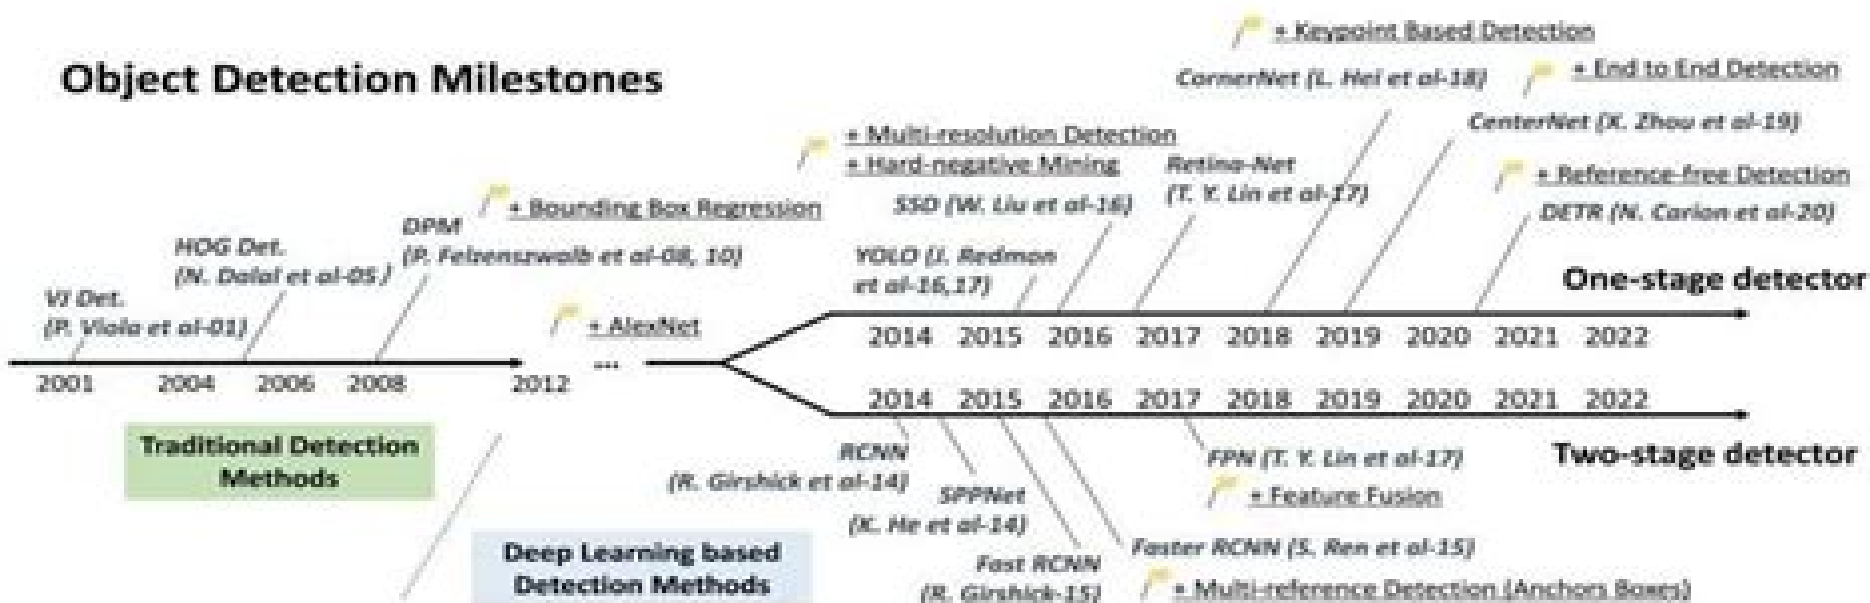 Object Detection Milestones
+ Keypoint Based Detection
CornerNet (L. Hei et al-18)
+ End to End Detection
CenterNet (X. Zhou et al-19)
+ Multi-resolution Detection
+ Hard-negative Mining
SSD (W. Liu et al-16)
Retina-Net
(T. Y. Lin et al-17)
+ Reference-free Detection
DETR (N. Carion et al-20)
+ Bounding Box Regression
DPM
(P. Felzenszwalb et al-08, 10)
HOG Det.
(N. Dalal et al-05)
YOLO (J. Redmon
et al-16,17)
VJ Det.
(P. Viola et al-01)
+ AlexNet
One-stage detector
2014 2015 2016 2017 2018 2019 2020 2021 2022
...
2001 2004 2006 2008 2012
2014 2015 2016 2017 2018 2019 2020 2021 2022
Traditional Detection
Methods
RCNN
(R. Girshick et al-14)
SPPNet
(K. He et al-14)
FPN (T. Y. Lin et al-17)
+ Feature Fusion
Two-stage detector
Deep Learning based
Detection Methods
Fast RCNN
(R. Girshick-15)
Faster RCNN (S. Ren et al-15)
+ Multi-reference Detection (Anchors Boxes)